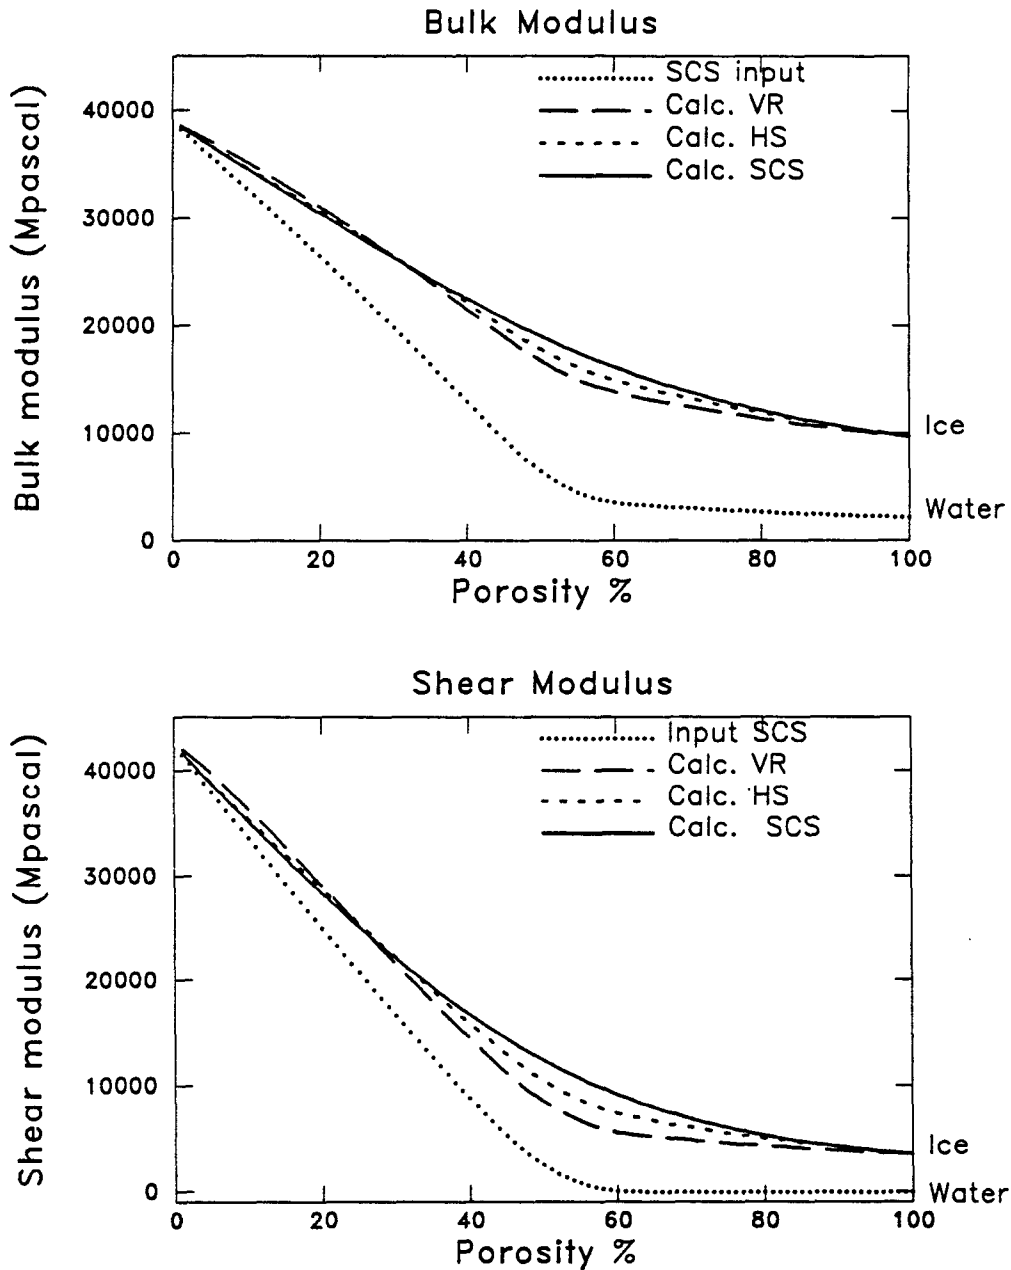 Bulk Modulus
SCS input
Calc. VR
Calc. HS
Calc. SCS
Bulk modulus (Mpascal)
40000
30000
20000
10000
0
Ice
Water
0 20 40 60 80 100
Porosity %
Shear Modulus
Input SCS
Calc. VR
Calc. HS
Calc. SCS
Shear modulus (Mpascal)
40000
30000
20000
10000
0
Ice
Water
0 20 40 60 80 100
Porosity %